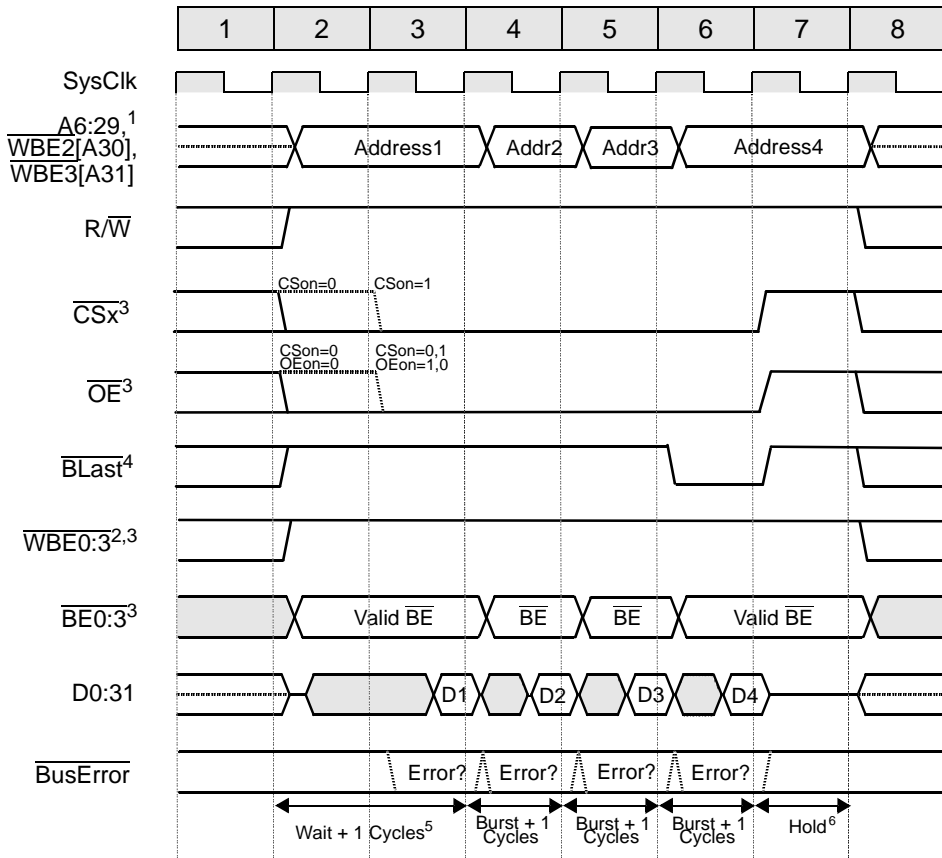 1 2 3 4 5 6 7 8
SysClk
A6:29,¹
WBE2[A30],
WBE3[A31]
Address1 Addr2 Addr3 Address4
R/W
CSon=0 CSon=1
CSx³
CSon=0 CSon=0,1
OEon=0 OEon=1,0
OE³
BLast⁴
WBE0:3²,³
BE0:3³
Valid BE BE BE Valid BE
D0:31
D1 D2 D3 D4
BusError
Error? Error? Error? Error?
Wait + 1 Cycles⁵
Burst + 1
Cycles
Burst + 1
Cycles
Burst + 1
Cycles
Hold⁶